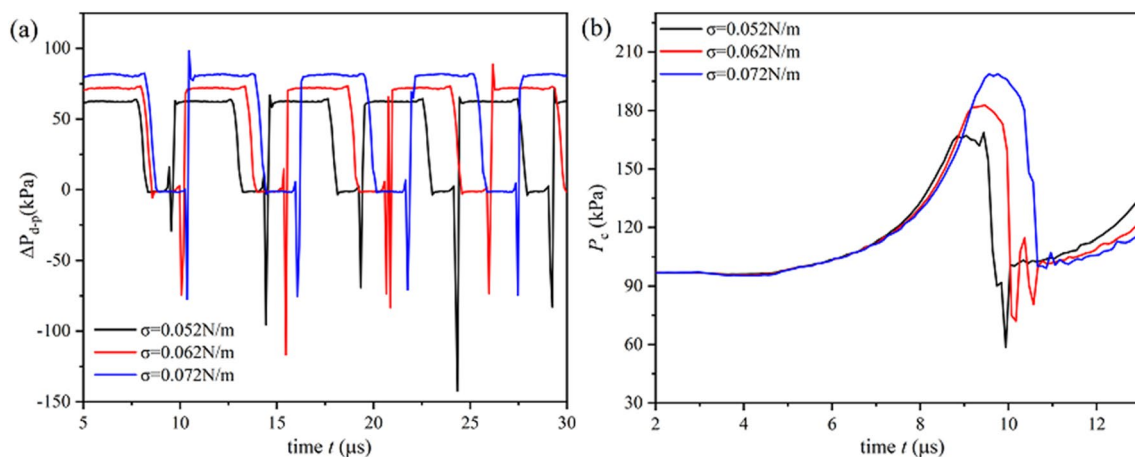 (a)
100
50
0
-50
-100
-150
ΔP_d-p(kPa)
σ=0.052N/m
σ=0.062N/m
σ=0.072N/m
5 10 15 20 25 30
time t (μs)
(b)
σ=0.052N/m
σ=0.062N/m
σ=0.072N/m
210
180
150
120
90
60
30
P_c (kPa)
2 4 6 8 10 12
time t (μs)